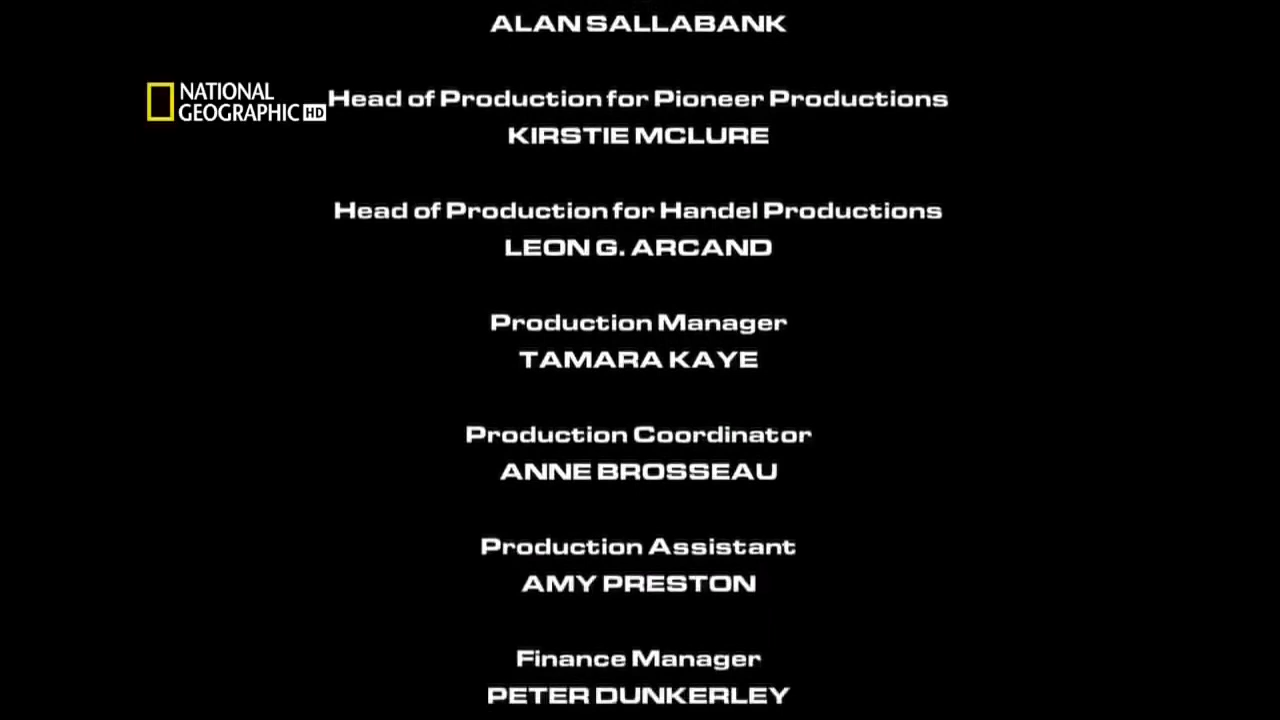 ALAN SALLABANK
NATIONAL
GEOGRAPHIC HD
Head of Production for Pioneer Productions
KIRSTIE MCLURE
Head of Production for Handel Productions
LEON G. ARCAND
Production Manager
TAMARA KAYE
Production Coordinator
ANNE BROSSEAU
Production Assistant
AMY PRESTON
Finance Manager
PETER DUNKERLEY